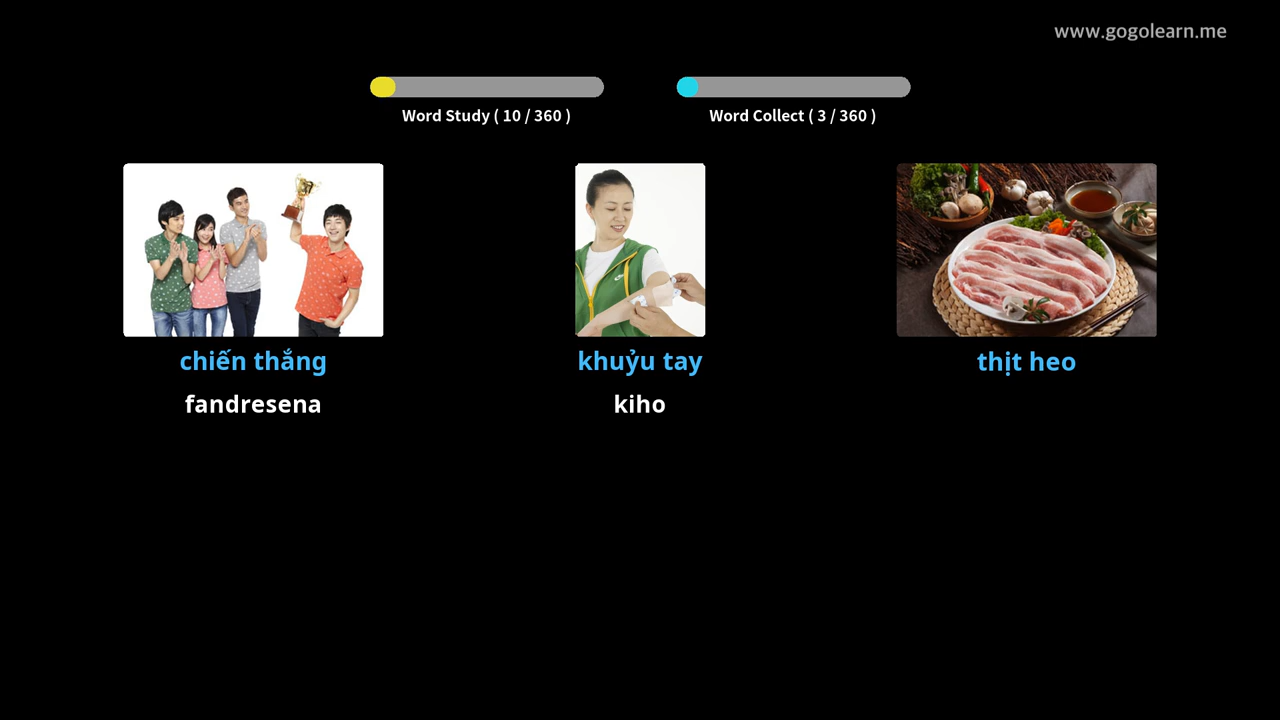 www.gogolearn.me
Word Study ( 10 / 360 )
Word Collect ( 3 / 360 )
chiến thắng
khuỷu tay
thịt heo
fandresena
kiho